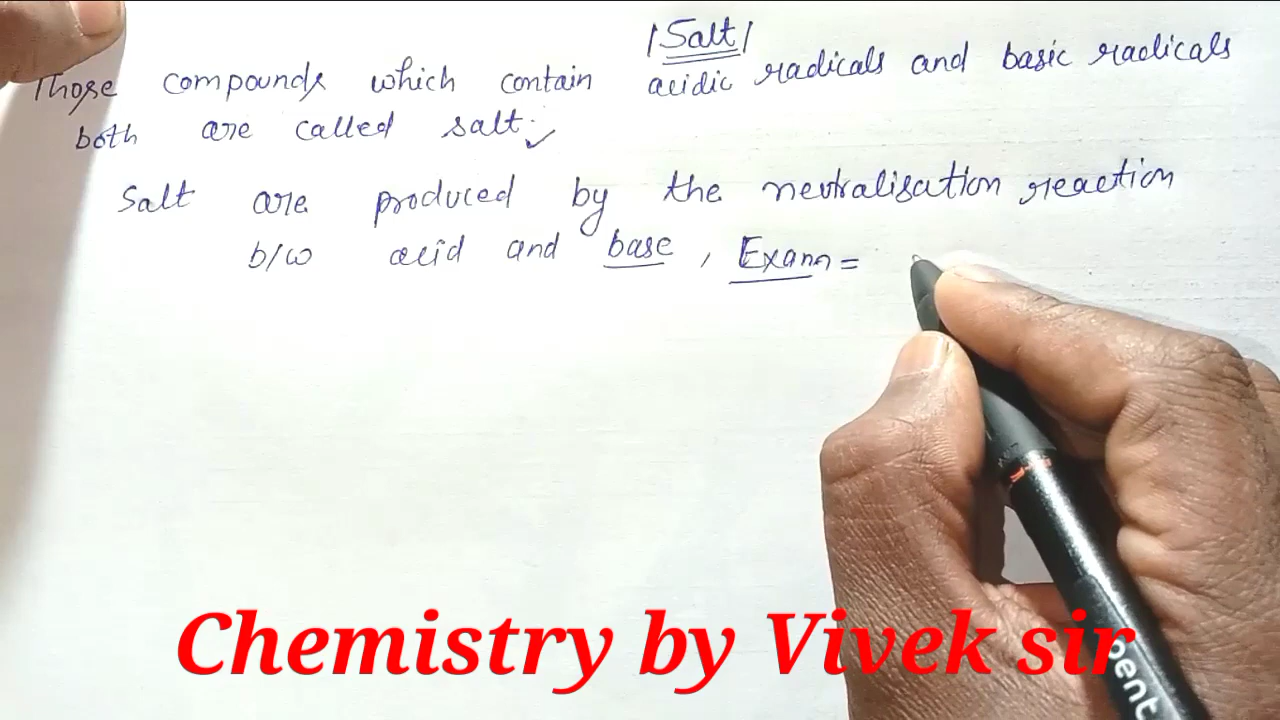 |Salt|
Those compounds which contain acidic radicals and basic radicals
both are called salt.
Salt are produced by the neutralisation reaction
b/w acid and base, Exam =
Chemistry by Vivek sir
pent